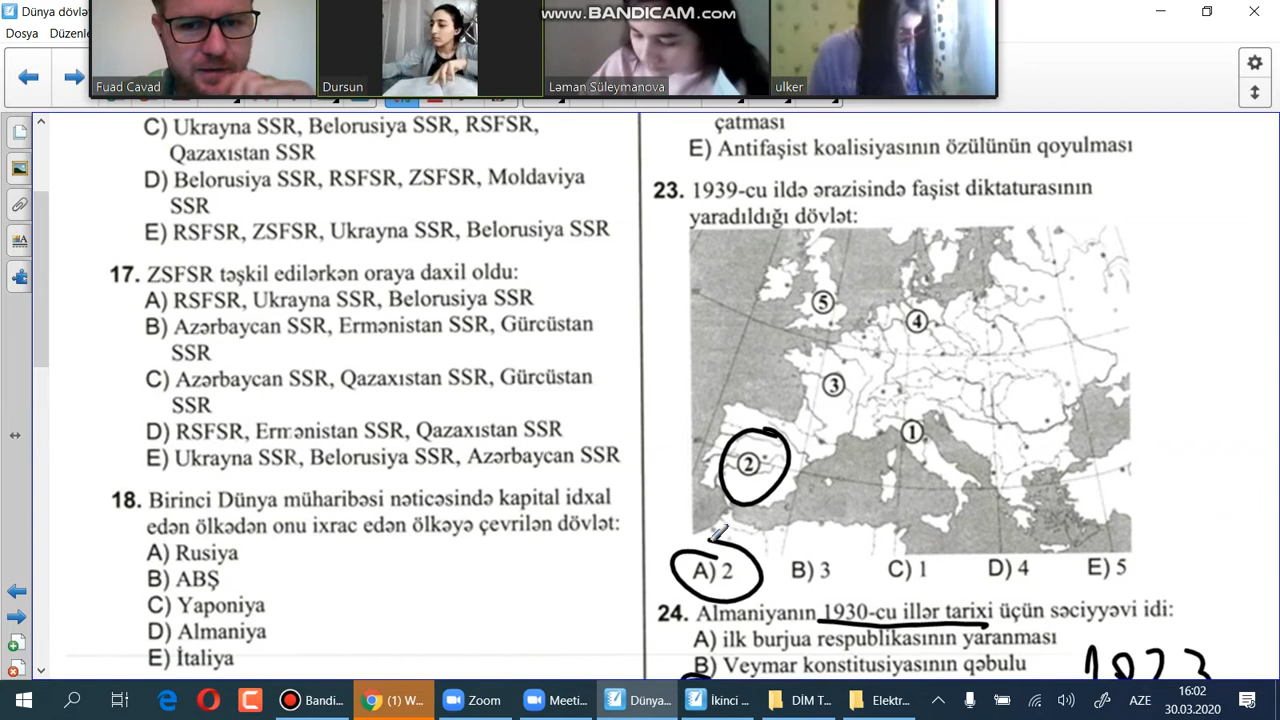 Dünya dövlə
www.BANDICAM.com
Dosya Düzenle
Fuad Cavad
Dursun
Ləman Süleymanova
ulker
C) Ukrayna SSR, Belorusiya SSR, RSFSR,
Qazaxıstan SSR
D) Belorusiya SSR, RSFSR, ZSFSR, Moldaviya
SSR
E) RSFSR, ZSFSR, Ukrayna SSR, Belorusiya SSR
17. ZSFSR təşkil edilərkən oraya daxil oldu:
A) RSFSR, Ukrayna SSR, Belorusiya SSR
B) Azərbaycan SSR, Ermənistan SSR, Gürcüstan
SSR
C) Azərbaycan SSR, Qazaxıstan SSR, Gürcüstan
SSR
D) RSFSR, Ermənistan SSR, Qazaxıstan SSR
E) Ukrayna SSR, Belorusiya SSR, Azərbaycan SSR
18. Birinci Dünya müharibəsi nəticəsində kapital idxal
edən ölkədən onu ixrac edən ölkəyə çevrilən dövlət:
A) Rusiya
B) ABŞ
C) Yaponiya
D) Almaniya
E) İtaliya
çatması
E) Antifaşist koalisiyasının özülünün qoyulması
23. 1939-cu ildə ərazisində faşist diktaturasının
yaradıldığı dövlət:
5
4
3
1
2
A) 2 B) 3 C) 1 D) 4 E) 5
24. Almaniyanın 1930-cu illər tarixi üçün səciyyəvi idi:
A) ilk burjua respublikasının yaranması
B) Veymar konstitusiyasının qəbulu
Bandi...
(1) W...
Zoom
Meeti...
Dünya...
İkinci ...
DİM T...
Elektr...
AZE
16:02
30.03.2020